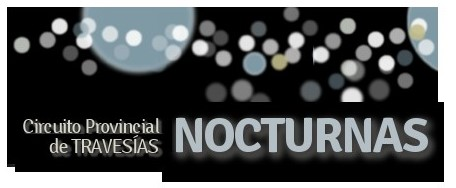 Circuito Provincial
de TRAVESÍAS
NOCTURNAS